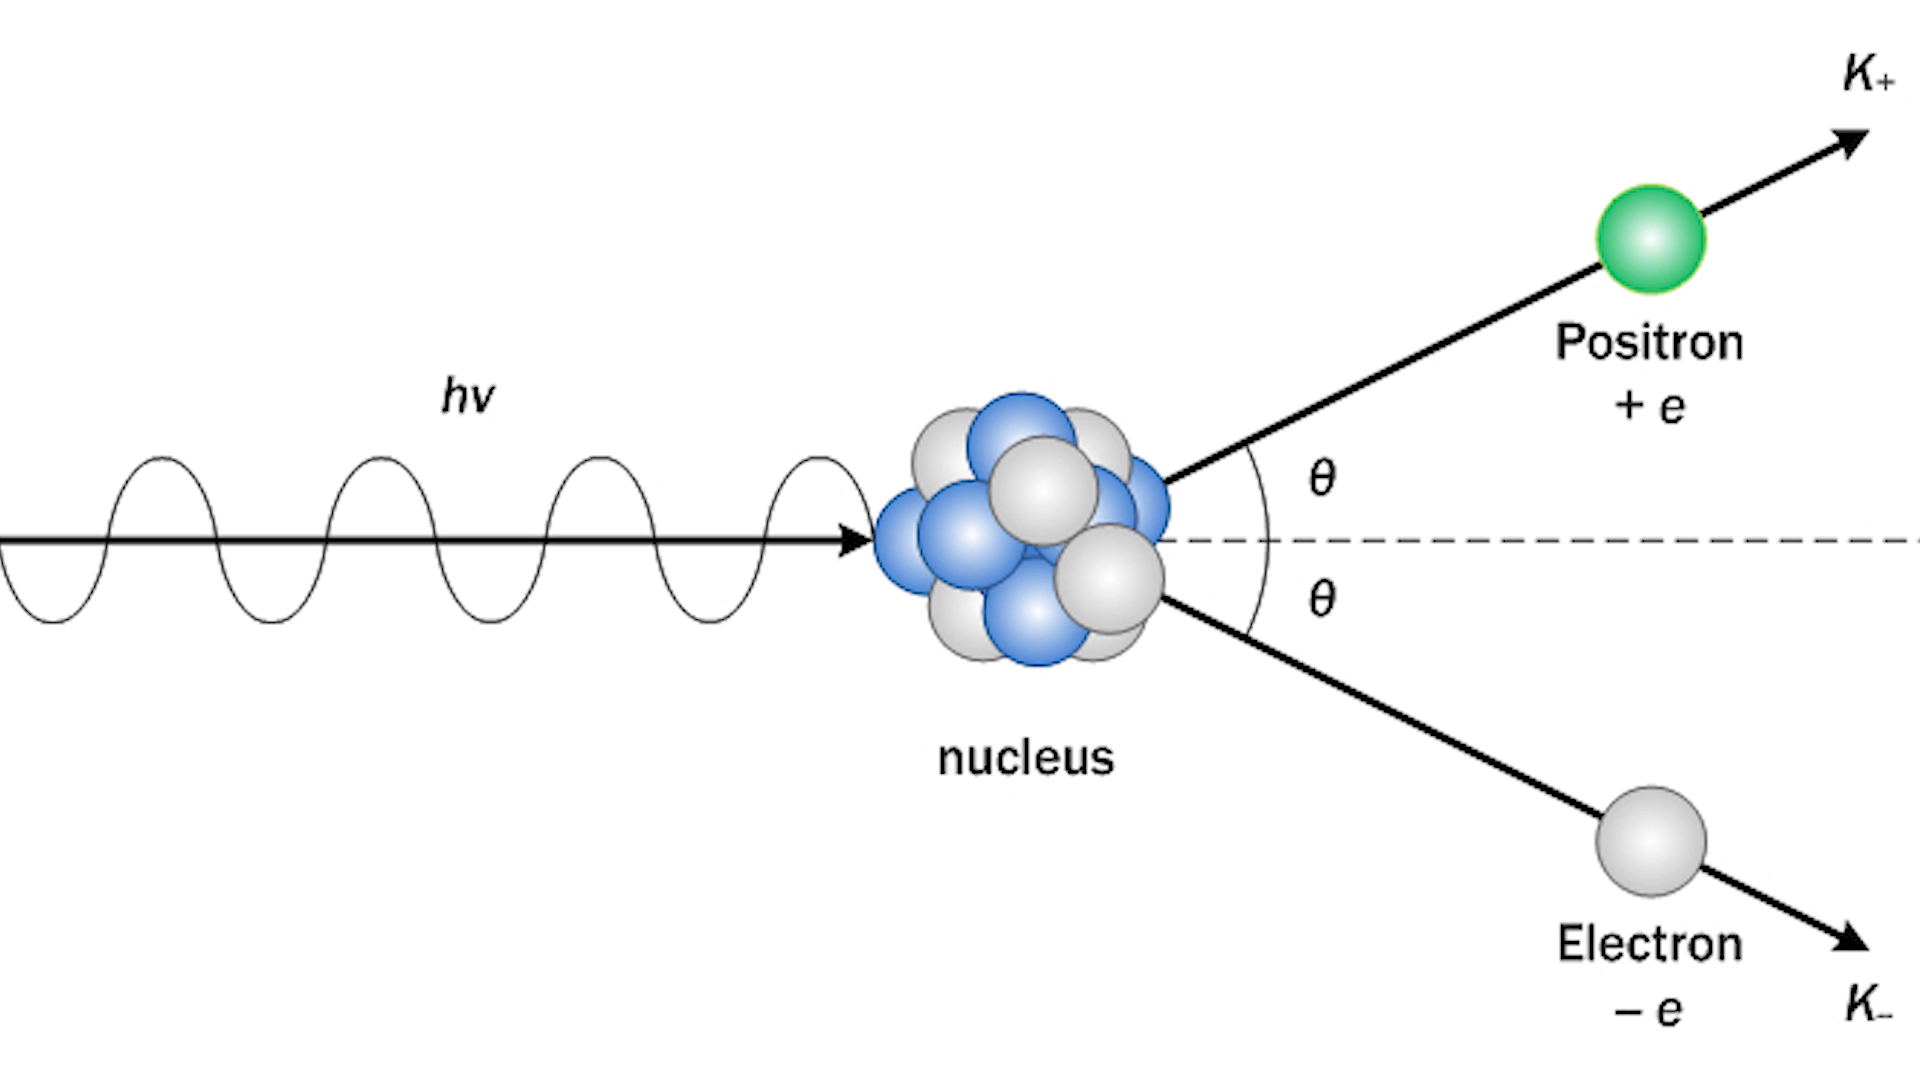 K+
hν
Positron
+ e
θ
θ
nucleus
Electron
– e
K–